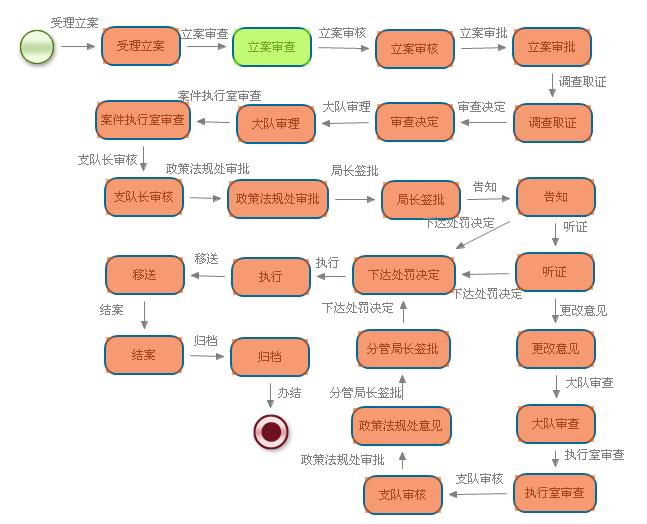 受理立案
受理立案
立案审查
立案审查
立案审核
立案审核
立案审批
立案审批
调查取证
调查取证
审查决定
审查决定
大队审理
大队审理
案件执行室审查
案件执行室审查
支队长审核
支队长审核
政策法规处审批
政策法规处审批
局长签批
局长签批
告知
告知
下达处罚决定
听证
听证
下达处罚决定
下达处罚决定
执行
执行
移送
移送
结案
结案
归档
归档
办结
更改意见
更改意见
大队审查
大队审查
执行室审查
执行室审查
支队审核
支队审核
政策法规处审批
政策法规处意见
分管局长签批
分管局长签批
下达处罚决定